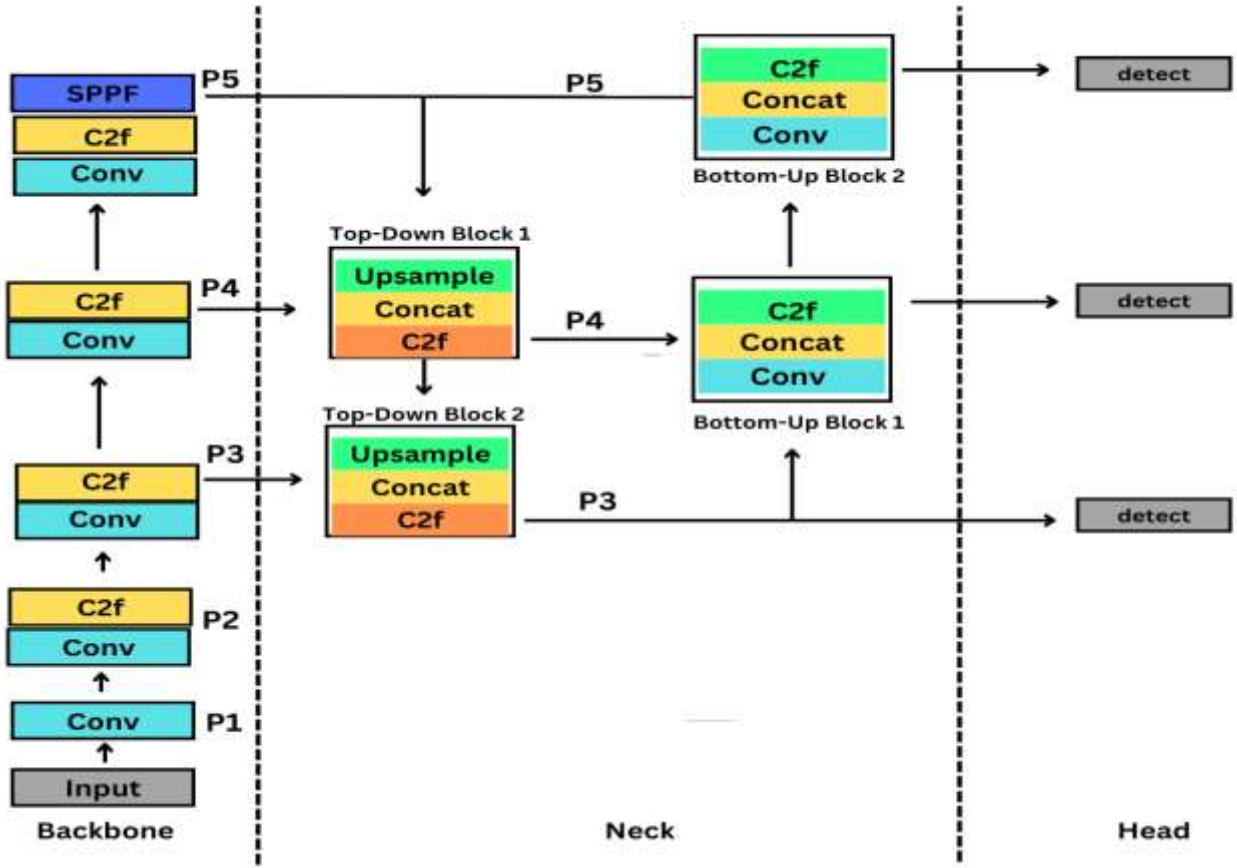 P5
SPPF
C2f
Conv
P4
C2f
Conv
P3
C2f
Conv
P2
C2f
Conv
P1
Conv
Input
Backbone
P5
Top-Down Block 1
Upsample
Concat
C2f
P4
Top-Down Block 2
Upsample
Concat
C2f
P3
C2f
Concat
Conv
Bottom-Up Block 2
C2f
Concat
Conv
Bottom-Up Block 1
Neck
detect
detect
detect
Head